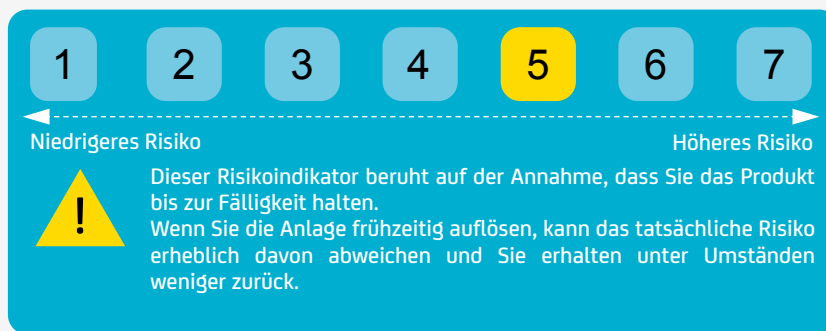 1 2 3 4 5 6 7
Niedrigeres Risiko Höheres Risiko
!
Dieser Risikoindikator beruht auf der Annahme, dass Sie das Produkt
bis zur Fälligkeit halten.
Wenn Sie die Anlage frühzeitig auflösen, kann das tatsächliche Risiko
erheblich davon abweichen und Sie erhalten unter Umständen
weniger zurück.